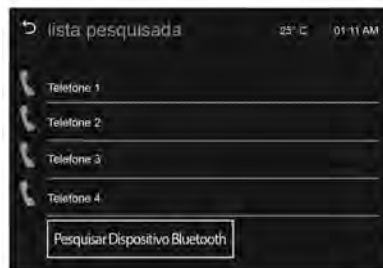 lista pesquisada 25° C 01:11 AM
Telefone 1
Telefone 2
Telefone 3
Telefone 4
Pesquisar Dispositivo Bluetooth